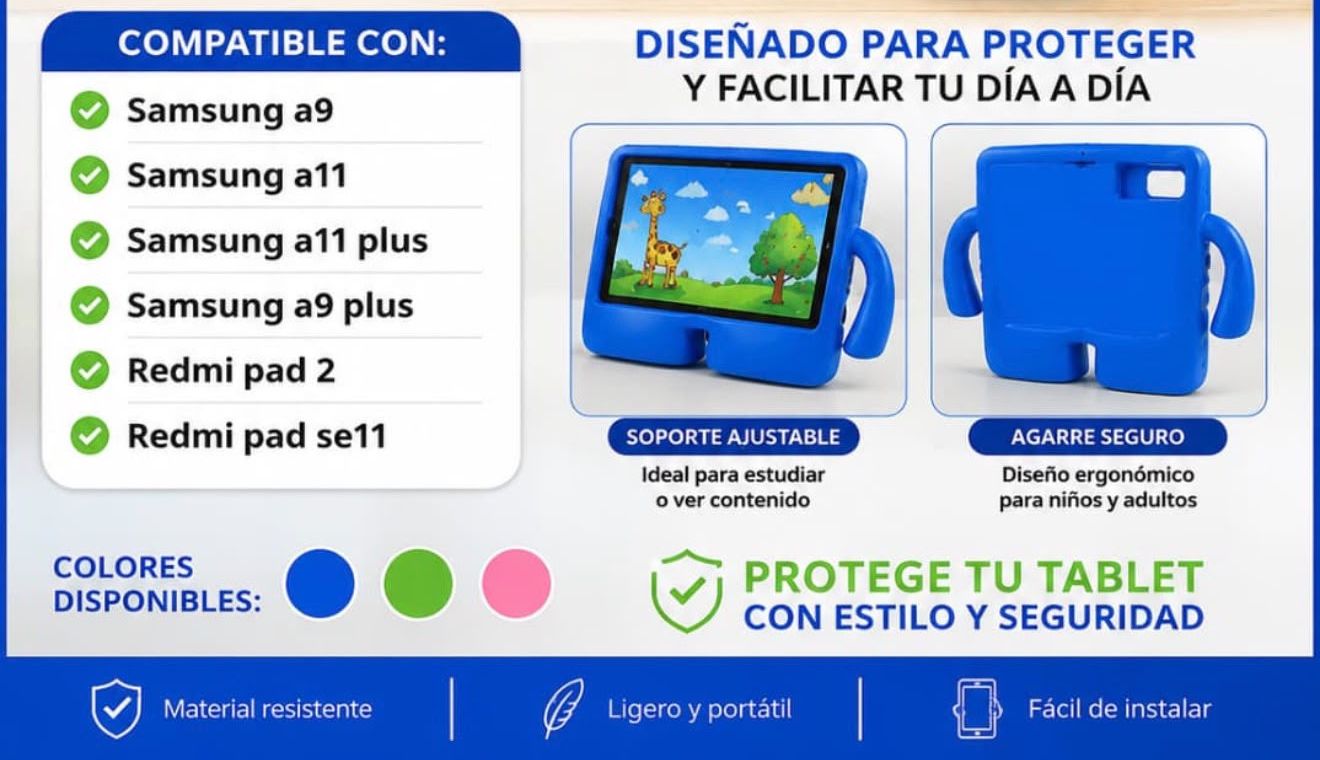 COMPATIBLE CON:
Samsung a9
Samsung a11
Samsung a11 plus
Samsung a9 plus
Redmi pad 2
Redmi pad se11
DISEÑADO PARA PROTEGER
Y FACILITAR TU DÍA A DÍA
SOPORTE AJUSTABLE
Ideal para estudiar
o ver contenido
AGARRE SEGURO
Diseño ergonómico
para niños y adultos
COLORES
DISPONIBLES:
PROTEGE TU TABLET
CON ESTILO Y SEGURIDAD
Material resistente
Ligero y portátil
Fácil de instalar